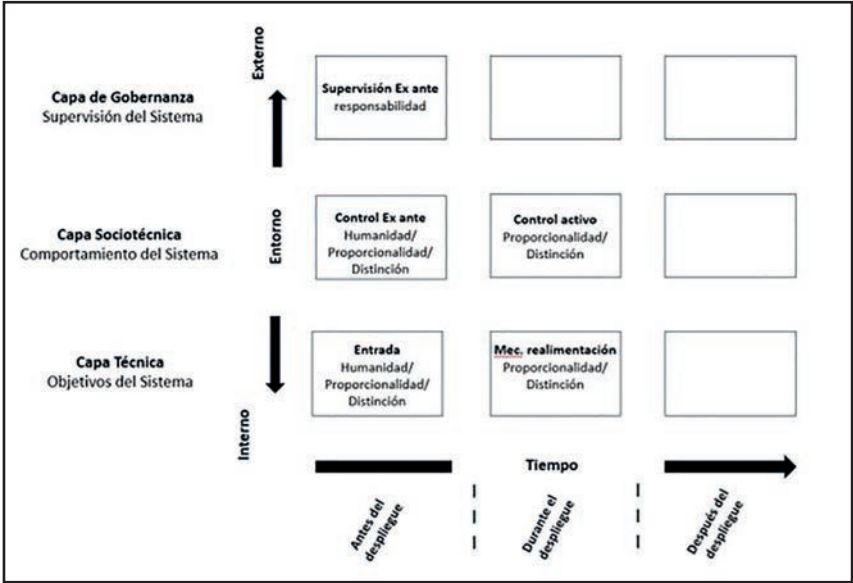 Externo
Capa de Gobernanza
Supervisión del Sistema
Supervisión Ex ante
responsabilidad
Entorno
Capa Sociotécnica
Comportamiento del Sistema
Control Ex ante
Humanidad/
Proporcionalidad/
Distinción
Control activo
Proporcionalidad/
Distinción
Capa Técnica
Objetivos del Sistema
Entrada
Humanidad/
Proporcionalidad/
Distinción
Mec. realimentación
Proporcionalidad/
Distinción
Interno
Tiempo
Antes del
despliegue
Durante el
despliegue
Después del
despliegue